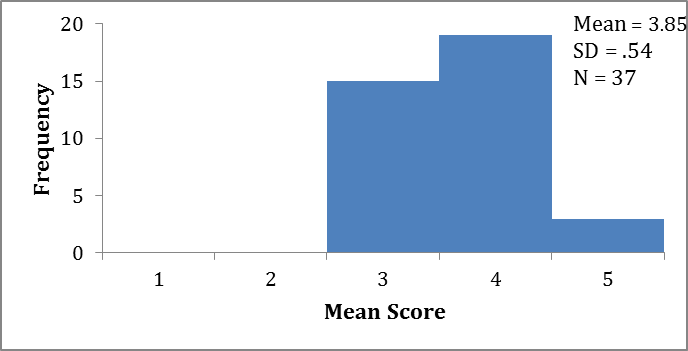 Mean = 3.85
SD = .54
N = 37
Frequency
20
15
10
5
0
1 2 3 4 5
Mean Score